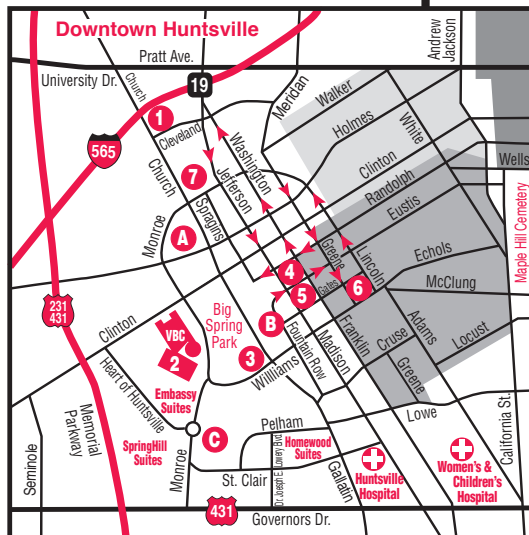 Downtown Huntsville
Pratt Ave.
University Dr.
Andrew
Jackson
Church
19
Meridian
Walker
Holmes
White
1
Cleveland
Washington
565
Church
7
Jefferson
Clinton
Randolph
Wells
Eustis
Spragins
Monroe
A
Greene
Lincoln
Echols
Maple Hill Cemetery
4
McClung
5
Gates
6
231
431
Clinton
VBC
2
Big
Spring
Park
B
Fountain Row
Franklin
Adams
Cruse
Locust
3
Williams
Madison
Greene
Heart of Huntsville
Embassy
Suites
Lowe
Pelham
California St.
Memorial
Parkway
Seminole
SpringHill
Suites
C
Dr. Joseph E. Lowery Blvd
Homewood
Suites
Monroe
St. Clair
Gallatin
Huntsville
Hospital
Women's &
Children's
Hospital
431
Governors Dr.